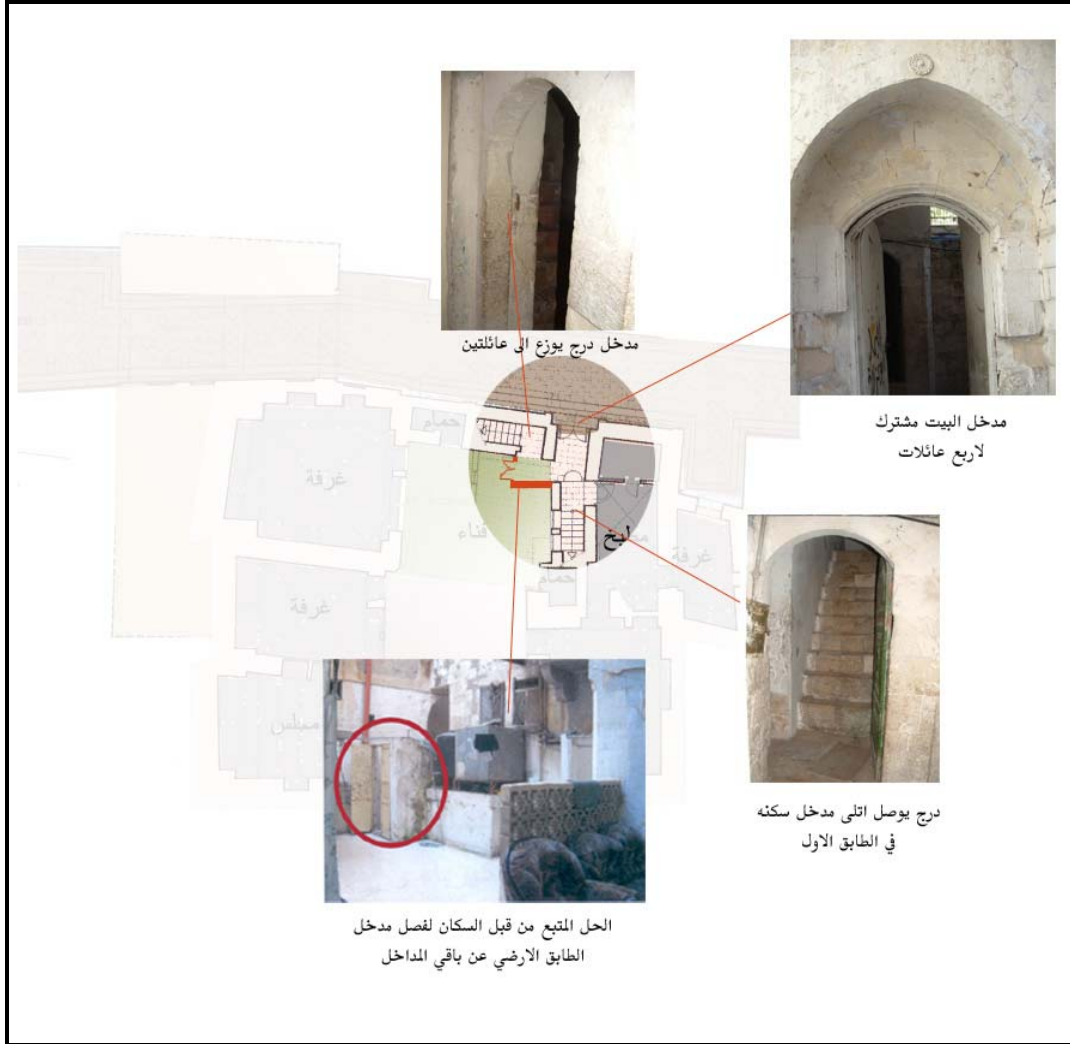 مدخل درج يوزع الى عائلتين
مدخل البيت مشترك
لاربع عائلات
حمام
غرفة
فناء
غرفة
غرفة
حمام
مجلس
درج يوصل اتلى مدخل سكنه
في الطابق الاول
الحل المتبع من قبل السكان لفصل مدخل
الطابق الارضي عن باقي المداخل